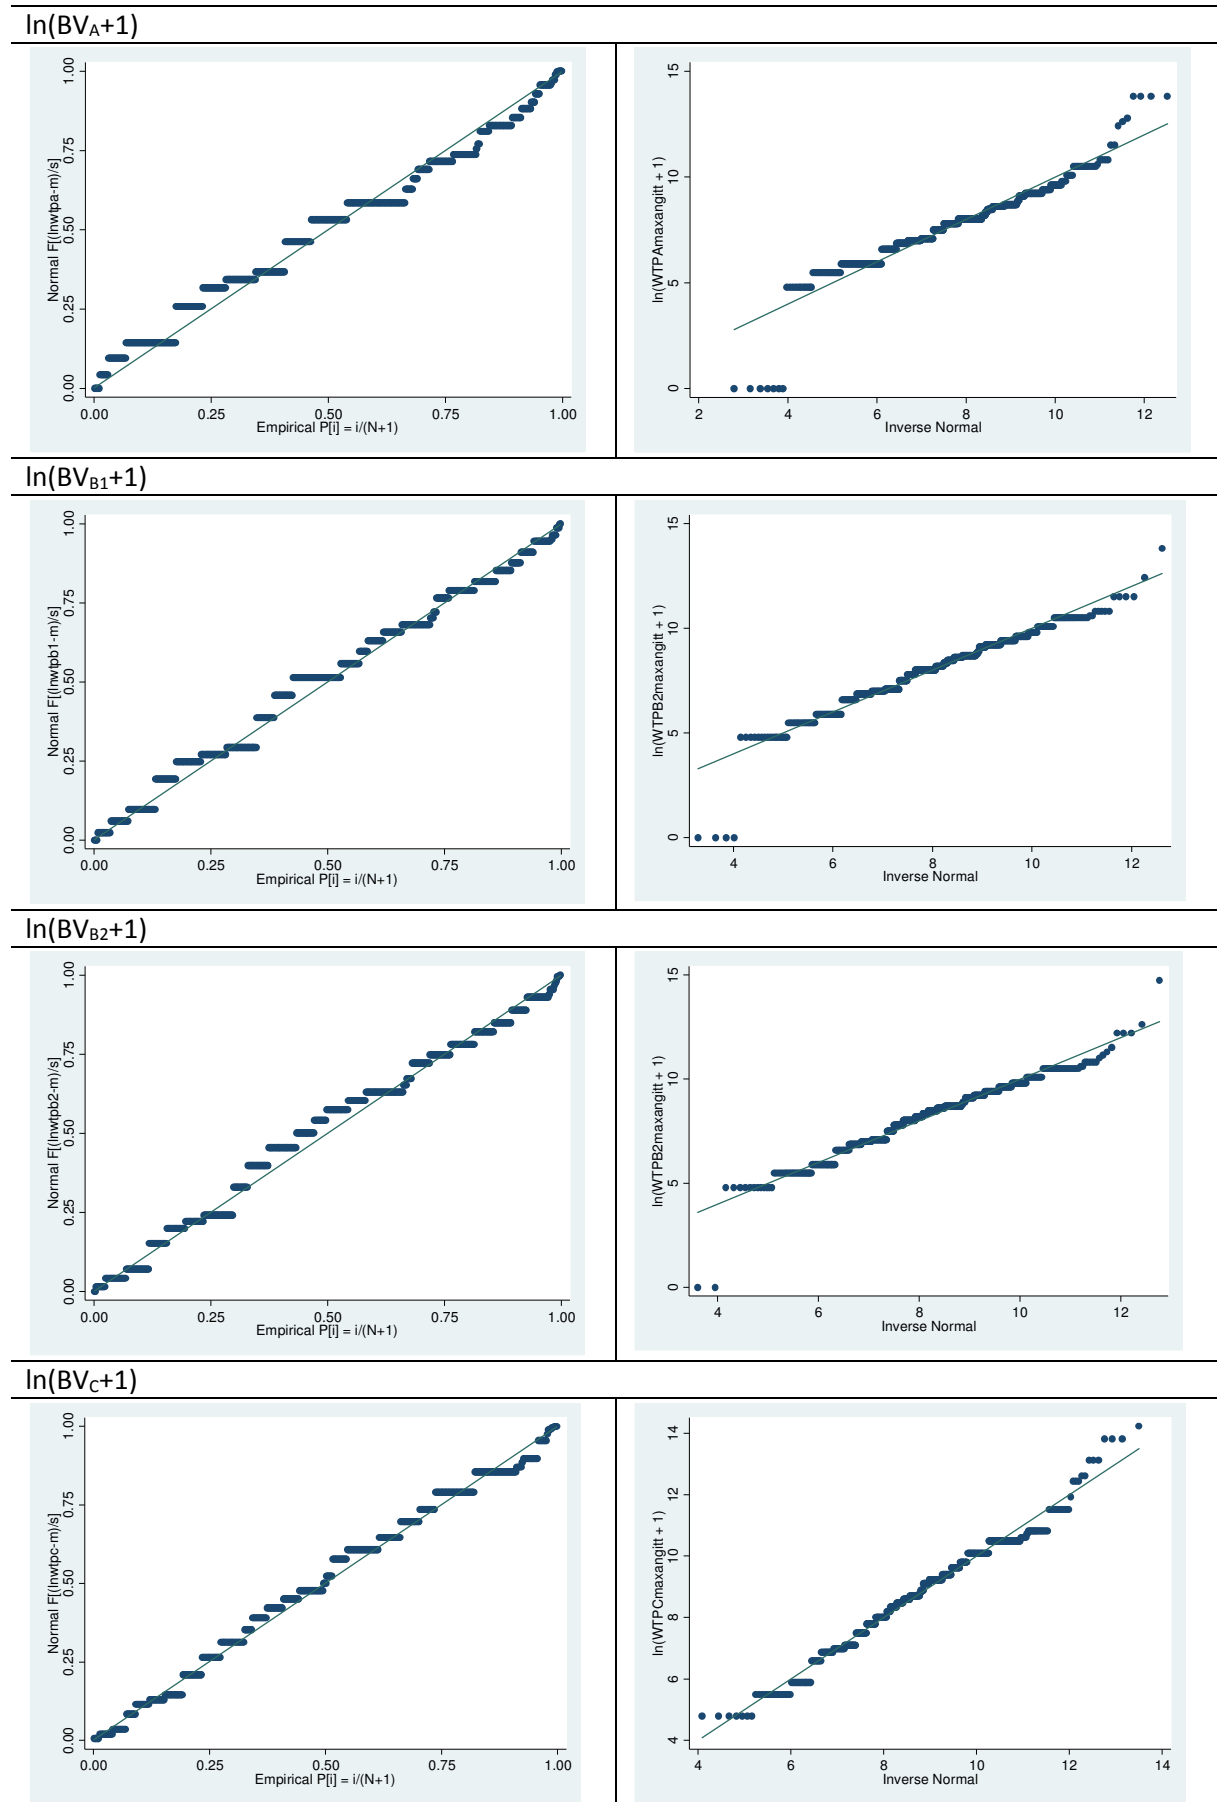 ln(BVA+1)
Normal F[(lnwtpa-m)/s]
0.00 0.25 0.50 0.75 1.00
0.00 0.25 0.50 0.75 1.00
Empirical P[i] = i/(N+1)
ln(WTPAmaxangitt + 1)
0 5 10 15
2 4 6 8 10 12
Inverse Normal
ln(BVB1+1)
Normal F[(lnwtpb1-m)/s]
0.00 0.25 0.50 0.75 1.00
0.00 0.25 0.50 0.75 1.00
Empirical P[i] = i/(N+1)
ln(WTPB2maxangitt + 1)
0 5 10 15
4 6 8 10 12
Inverse Normal
ln(BVB2+1)
Normal F[(lnwtpb2-m)/s]
0.00 0.25 0.50 0.75 1.00
0.00 0.25 0.50 0.75 1.00
Empirical P[i] = i/(N+1)
ln(WTPB2maxangitt + 1)
0 5 10 15
4 6 8 10 12
Inverse Normal
ln(BVC+1)
Normal F[(lnwtpc-m)/s]
0.00 0.25 0.50 0.75 1.00
0.00 0.25 0.50 0.75 1.00
Empirical P[i] = i/(N+1)
ln(WTPCmaxangitt + 1)
4 6 8 10 12 14
4 6 8 10 12 14
Inverse Normal